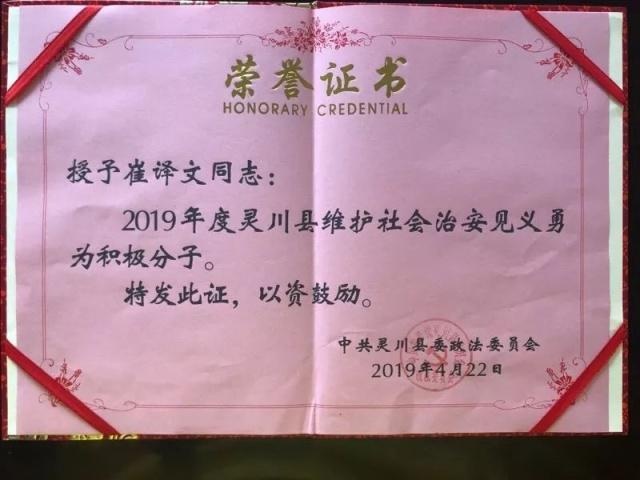 荣誉证书
HONORARY CREDENTIAL
授予崔译文同志：
2019年度灵川县维护社会治安见义勇
为积极分子。
特发此证，以资鼓励。
中共灵川县委政法委员会
2019年4月22日